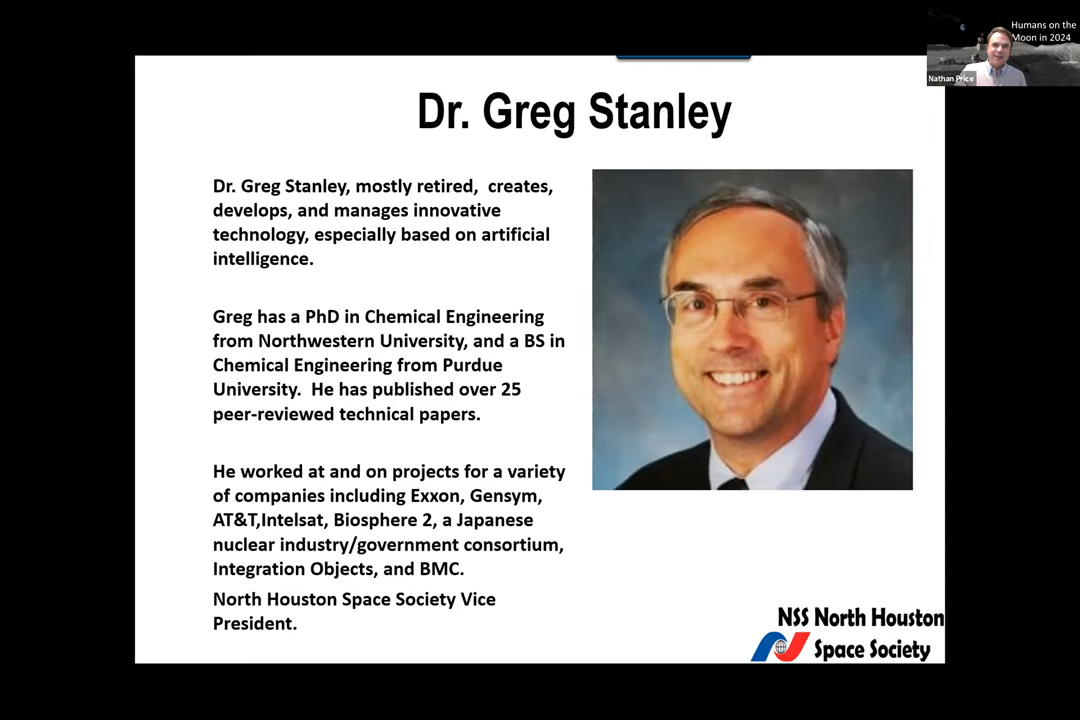 Humans on the
Moon in 2024
Nathan Price
Dr. Greg Stanley
Dr. Greg Stanley, mostly retired,  creates,
develops, and manages innovative
technology, especially based on artificial
intelligence.
Greg has a PhD in Chemical Engineering
from Northwestern University, and a BS in
Chemical Engineering from Purdue
University.  He has published over 25
peer-reviewed technical papers.
He worked at and on projects for a variety
of companies including Exxon, Gensym,
AT&T,Intelsat, Biosphere 2, a Japanese
nuclear industry/government consortium,
Integration Objects, and BMC.
North Houston Space Society Vice
President.
NSS North Houston
Space Society